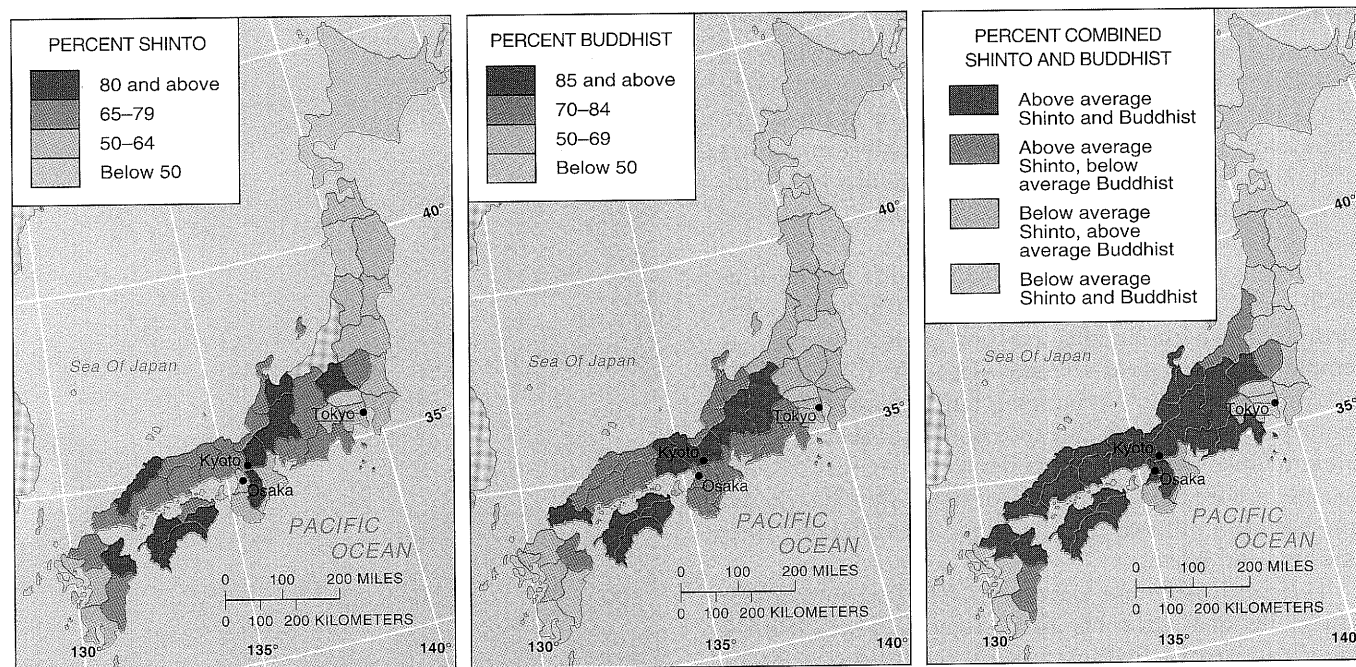 PERCENT SHINTO
80 and above
65–79
50–64
Below 50
40°
Sea Of Japan
Tokyo
35°
Kyoto
Osaka
PACIFIC
OCEAN
0 100 200 MILES
0 100 200 KILOMETERS
130°
135°
140°
PERCENT BUDDHIST
85 and above
70–84
50–69
Below 50
40°
Sea Of Japan
Tokyo
35°
Kyoto
Osaka
PACIFIC
OCEAN
0 100 200 MILES
0 100 200 KILOMETERS
130°
135°
140°
PERCENT COMBINED
SHINTO AND BUDDHIST
Above average
Shinto and Buddhist
Above average
Shinto, below
average Buddhist
Below average
Shinto, above
average Buddhist
Below average
Shinto and Buddhist
40°
Sea Of Japan
Tokyo
35°
Kyoto
Osaka
PACIFIC
OCEAN
0 100 200 MILES
0 100 200 KILOMETERS
130°
135°
140°